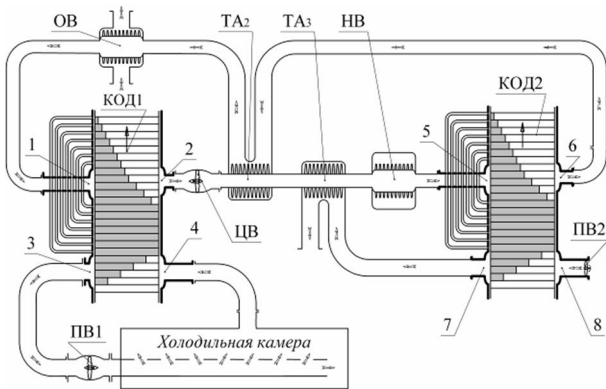 ОВ
ТА2
ТА3
НВ
КОД1
КОД2
1
2
5
6
ЦВ
3
4
ПВ2
ПВ1
7
8
Холодильная камера